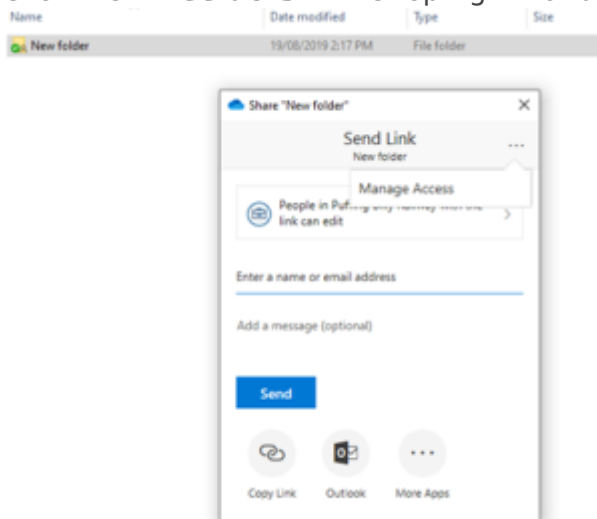 Name Date modified Type Size
New folder 19/08/2019 2:17 PM File folder
Share "New folder"
Send Link
New folder
Manage Access
People in
link can edit
Enter a name or email address
Add a message (optional)
Send
Copy Link Outlook More Apps